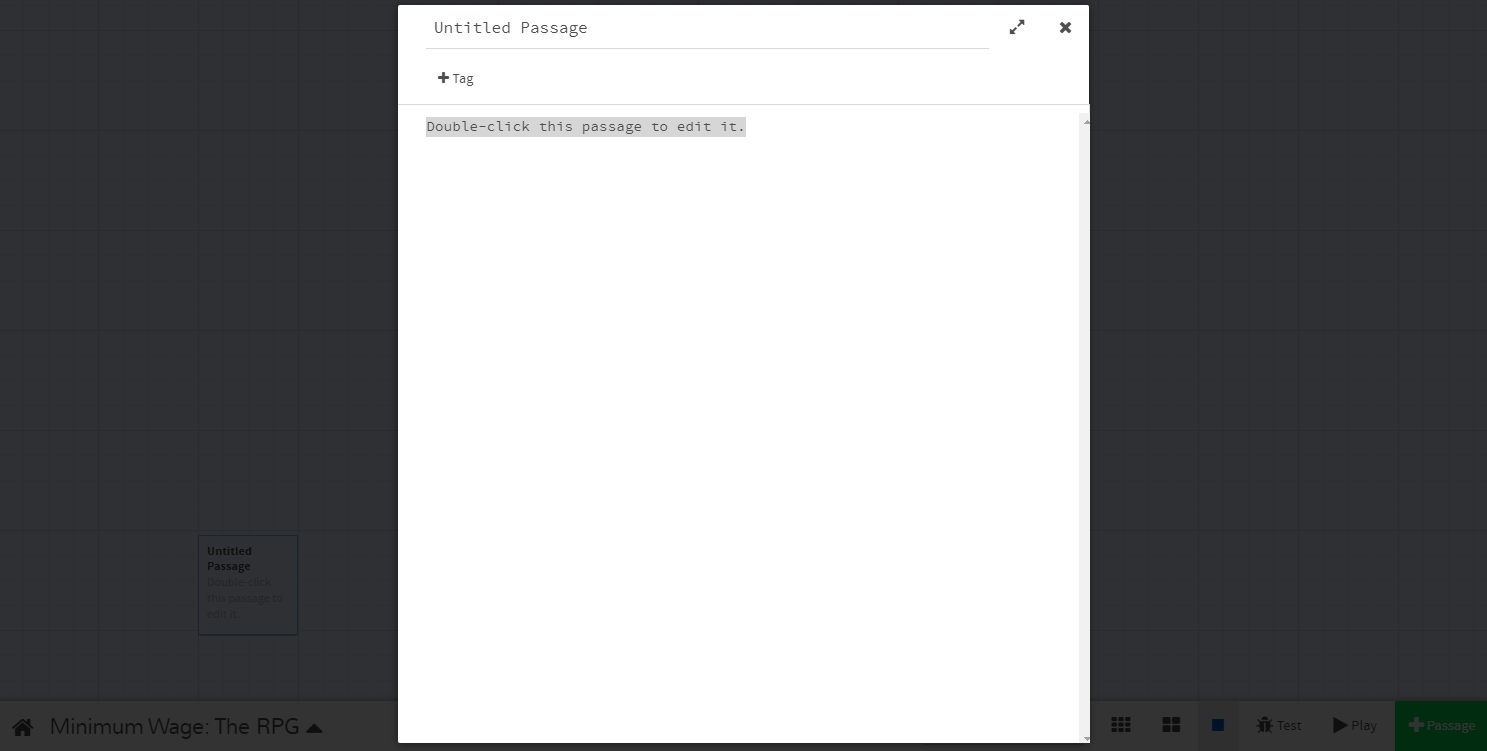 Untitled Passage
Tag
Double-click this passage to edit it.
Untitled
Passage
Double-click
this passage to
edit it.
Minimum Wage: The RPG
Test
Play
Passage